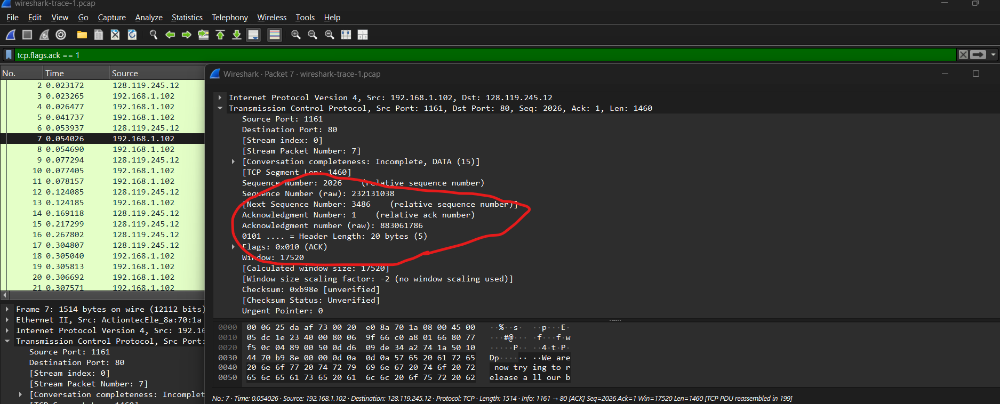 wireshark-trace-1.pcap
File Edit View Go Capture Analyze Statistics Telephony Wireless Tools Help
tcp.flags.ack == 1
No. Time Source
2 0.023172 128.119.245.12
3 0.023265 192.168.1.102
4 0.026477 192.168.1.102
5 0.041737 192.168.1.102
6 0.053937 128.119.245.12
7 0.054026 192.168.1.102
8 0.054690 192.168.1.102
9 0.077294 128.119.245.12
10 0.077405 192.168.1.102
11 0.078157 192.168.1.102
12 0.124085 128.119.245.12
13 0.124185 192.168.1.102
14 0.169118 128.119.245.12
15 0.217299 128.119.245.12
16 0.267802 128.119.245.12
17 0.304807 128.119.245.12
18 0.305040 192.168.1.102
19 0.305813 192.168.1.102
20 0.306692 192.168.1.102
21 0.307571 192.168.1.102
Frame 7: 1514 bytes on wire (12112 bits)
Ethernet II, Src: ActiontecEle_8a:70:1a
Internet Protocol Version 4, Src: 192.16
Transmission Control Protocol, Src Port:
Source Port: 1161
Destination Port: 80
[Stream index: 0]
[Stream Packet Number: 7]
[Conversation completeness: Incomplet
Wireshark · Packet 7 · wireshark-trace-1.pcap
Internet Protocol Version 4, Src: 192.168.1.102, Dst: 128.119.245.12
Transmission Control Protocol, Src Port: 1161, Dst Port: 80, Seq: 2026, Ack: 1, Len: 1460
Source Port: 1161
Destination Port: 80
[Stream index: 0]
[Stream Packet Number: 7]
[Conversation completeness: Incomplete, DATA (15)]
[TCP Segment Len: 1460]
Sequence Number: 2026 (relative sequence number)
Sequence Number (raw): 232131038
[Next Sequence Number: 3486 (relative sequence number)]
Acknowledgment Number: 1 (relative ack number)
Acknowledgment number (raw): 883061786
0101 .... = Header Length: 20 bytes (5)
Flags: 0x010 (ACK)
Window: 17520
[Calculated window size: 17520]
[Window size scaling factor: -2 (no window scaling used)]
Checksum: 0xb98e [unverified]
[Checksum Status: Unverified]
Urgent Pointer: 0
0000 00 06 25 da af 73 00 20 e0 8a 70 1a 08 00 45 00 ··%··s· ··p···E·
0010 05 dc 1e 23 40 00 80 06 9f 66 c0 a8 01 66 80 77 ···#@··· ·f···f·w
0020 f5 0c 04 89 00 50 0d d6 09 de 34 a2 74 1a 50 10 ·····P·· ··4·t·P·
0030 44 70 b9 8e 00 00 0d 0a 0d 0a 57 65 20 61 72 65 Dp······ ··We are
0040 20 6e 6f 77 20 74 72 79 69 6e 67 20 74 6f 20 72 now try ing to r
0050 65 6c 65 61 73 65 20 61 6c 6c 20 6f 75 72 20 62 elease a ll our b
No.: 7 · Time: 0.054026 · Source: 192.168.1.102 · Destination: 128.119.245.12 · Protocol: TCP · Length: 1514 · Info: 1161 → 80 [ACK] Seq=2026 Ack=1 Win=17520 Len=1460 [TCP PDU reassembled in 199]